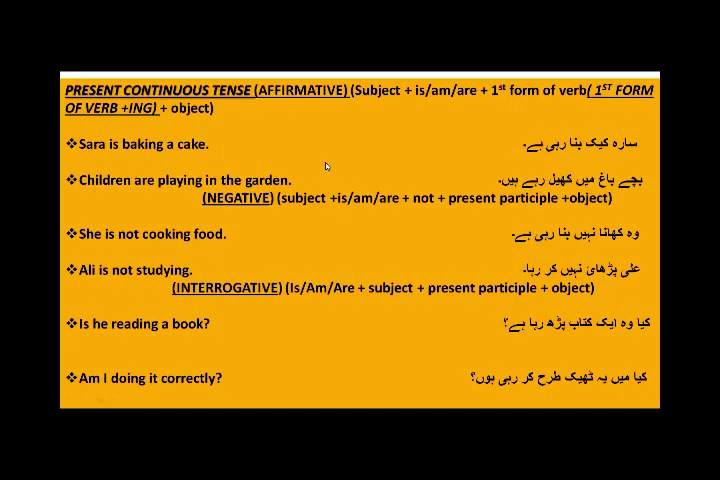 PRESENT CONTINUOUS TENSE (AFFIRMATIVE) (Subject + is/am/are + 1st form of verb( 1ST FORM
OF VERB +ING) + object)
❖Sara is baking a cake. سارہ کیک بنا رہی ہے۔
❖Children are playing in the garden. بچے باغ میں کھیل رہے ہیں۔
(NEGATIVE) (subject +is/am/are + not + present participle +object)
❖She is not cooking food. وہ کھانا نہیں بنا رہی ہے۔
❖Ali is not studying. علی پڑھائ نہیں کر رہا۔
(INTERROGATIVE) (Is/Am/Are + subject + present participle + object)
❖Is he reading a book? کیا وہ ایک کتاب پڑھ رہا ہے؟
❖Am I doing it correctly? کیا میں یہ ٹھیک طرح کر رہی ہوں؟